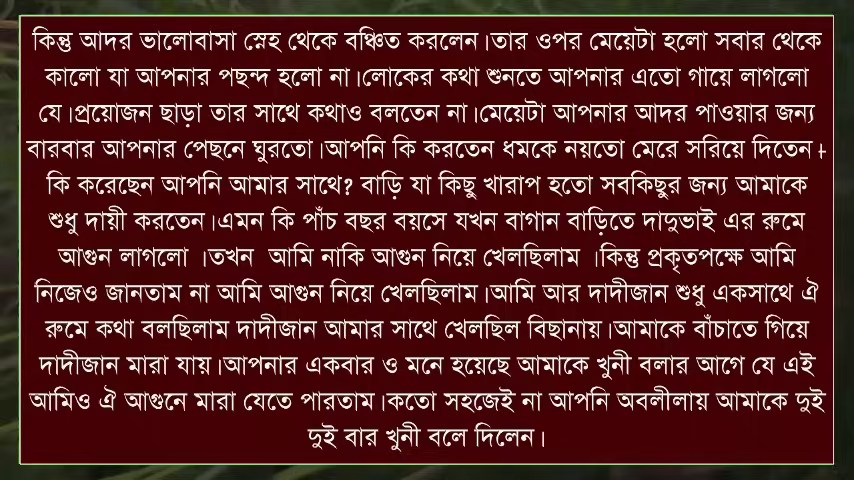 কিন্তু আদর ভালোবাসা স্নেহ থেকে বঞ্চিত করলেন।তার ওপর মেয়েটা হলো সবার থেকে
কালো যা আপনার পছন্দ হলো না।লোকের কথা শুনতে আপনার এতো গায়ে লাগলো
যে।প্রয়োজন ছাড়া তার সাথে কথাও বলতেন না।মেয়েটা আপনার আদর পাওয়ার জন্য
বারবার আপনার পেছনে ঘুরতো।আপনি কি করতেন ধমকে নয়তো মেরে সরিয়ে দিতেন।
কি করেছেন আপনি আমার সাথে? বাড়ি যা কিছু খারাপ হতো সবকিছুর জন্য আমাকে
শুধু দায়ী করতেন।এমন কি পাঁচ বছর বয়সে যখন বাগান বাড়িতে দাদুভাই এর রুমে
আগুন লাগলো ।তখন আমি নাকি আগুন নিয়ে খেলছিলাম ।কিন্তু প্রকৃতপক্ষে আমি
নিজেও জানতাম না আমি আগুন নিয়ে খেলছিলাম।আমি আর দাদীজান শুধু একসাথে ঐ
রুমে কথা বলছিলাম দাদীজান আমার সাথে খেলছিল বিছানায়।আমাকে বাঁচাতে গিয়ে
দাদীজান মারা যায়।আপনার একবার ও মনে হয়েছে আমাকে খুনী বলার আগে যে এই
আমিও ঐ আগুনে মারা যেতে পারতাম।কতো সহজেই না আপনি অবলীলায় আমাকে দুই
দুই বার খুনী বলে দিলেন।